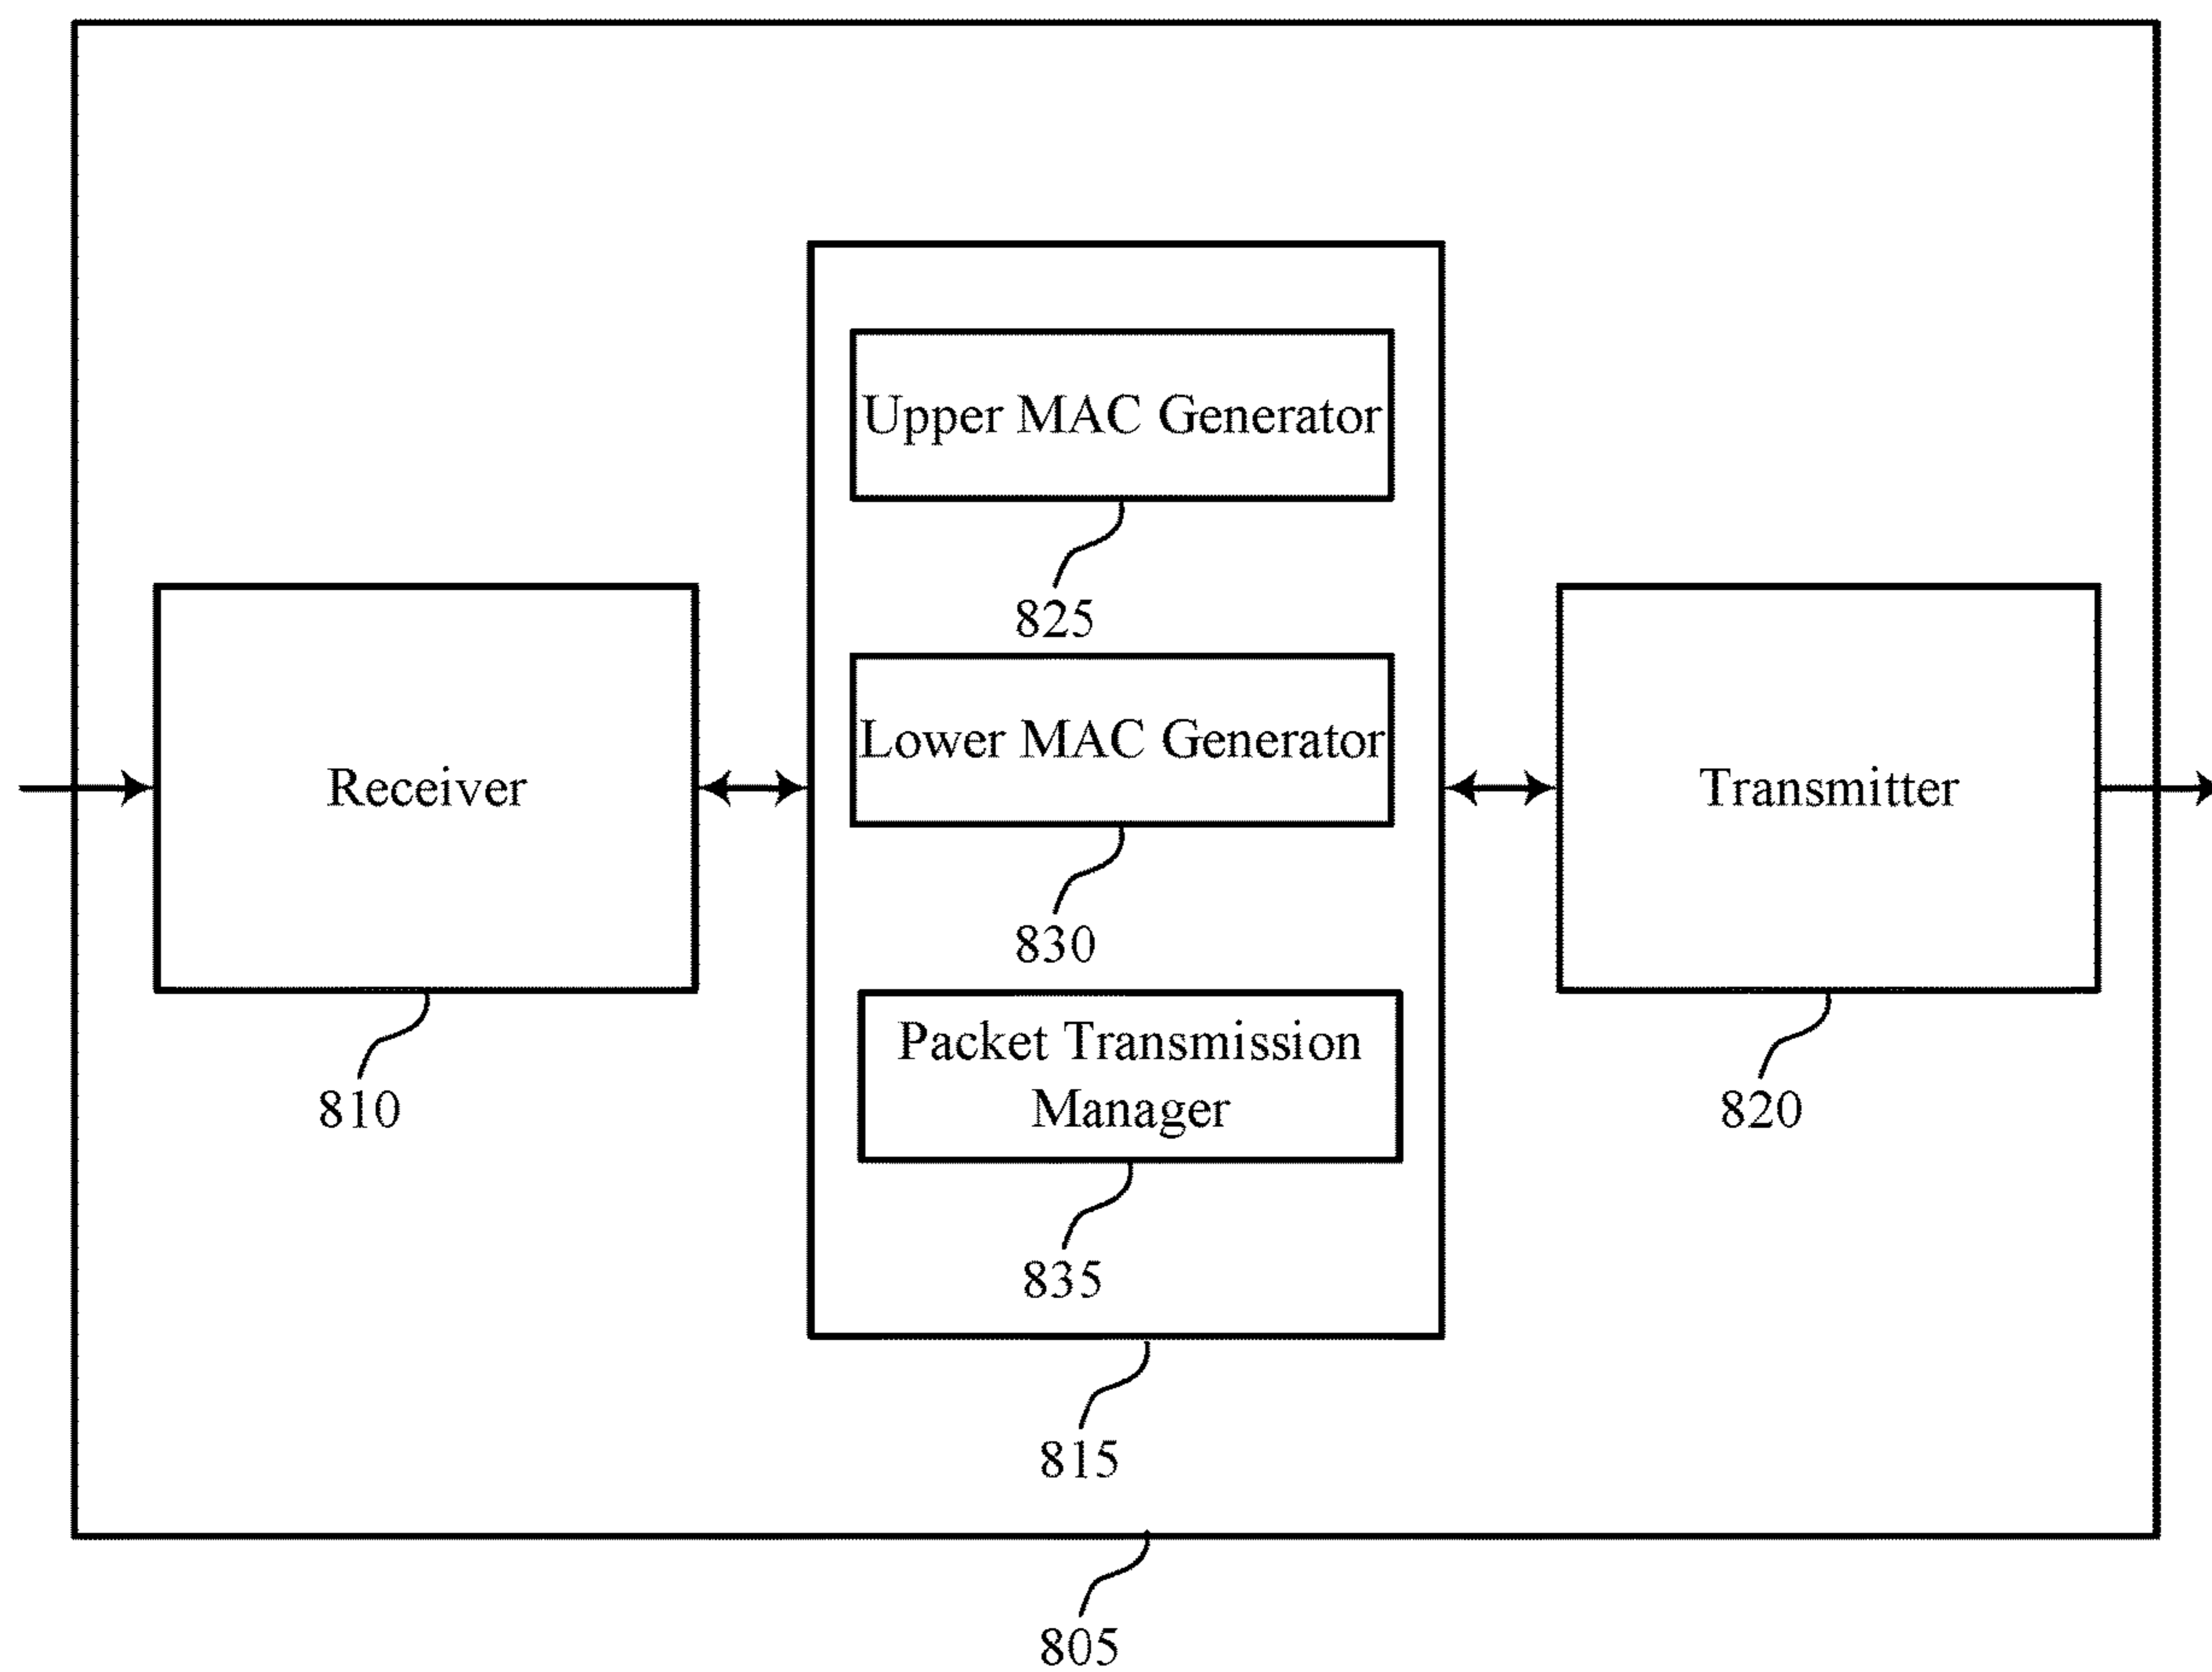 Upper MAC Generator
825
Lower MAC Generator
830
Receiver
Transmitter
Packet Transmission
Manager
810
820
835
815
805